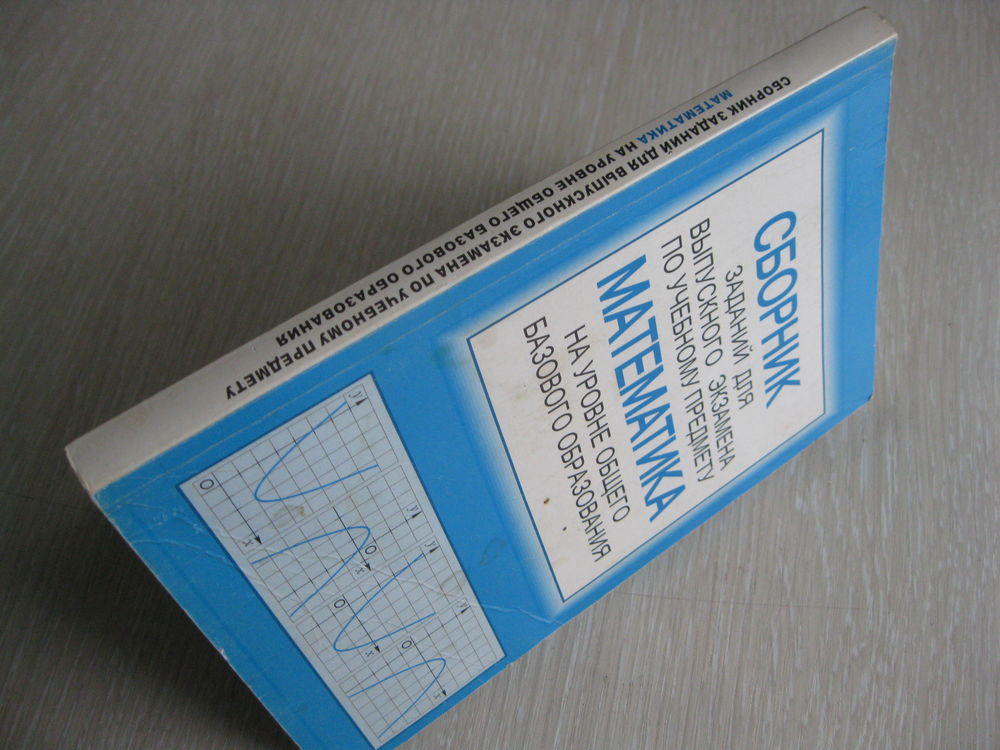 СБОРНИК ЗАДАНИЙ ДЛЯ ВЫПУСКНОГО ЭКЗАМЕНА ПО УЧЕБНОМУ ПРЕДМЕТУ
МАТЕМАТИКА НА УРОВНЕ ОБЩЕГО БАЗОВОГО ОБРАЗОВАНИЯ
СБОРНИК
ЗАДАНИЙ ДЛЯ
ВЫПУСКНОГО ЭКЗАМЕНА
ПО УЧЕБНОМУ ПРЕДМЕТУ
МАТЕМАТИКА
НА УРОВНЕ ОБЩЕГО
БАЗОВОГО ОБРАЗОВАНИЯ
y
O
x
y
O
x
y
O
x
y
O
x